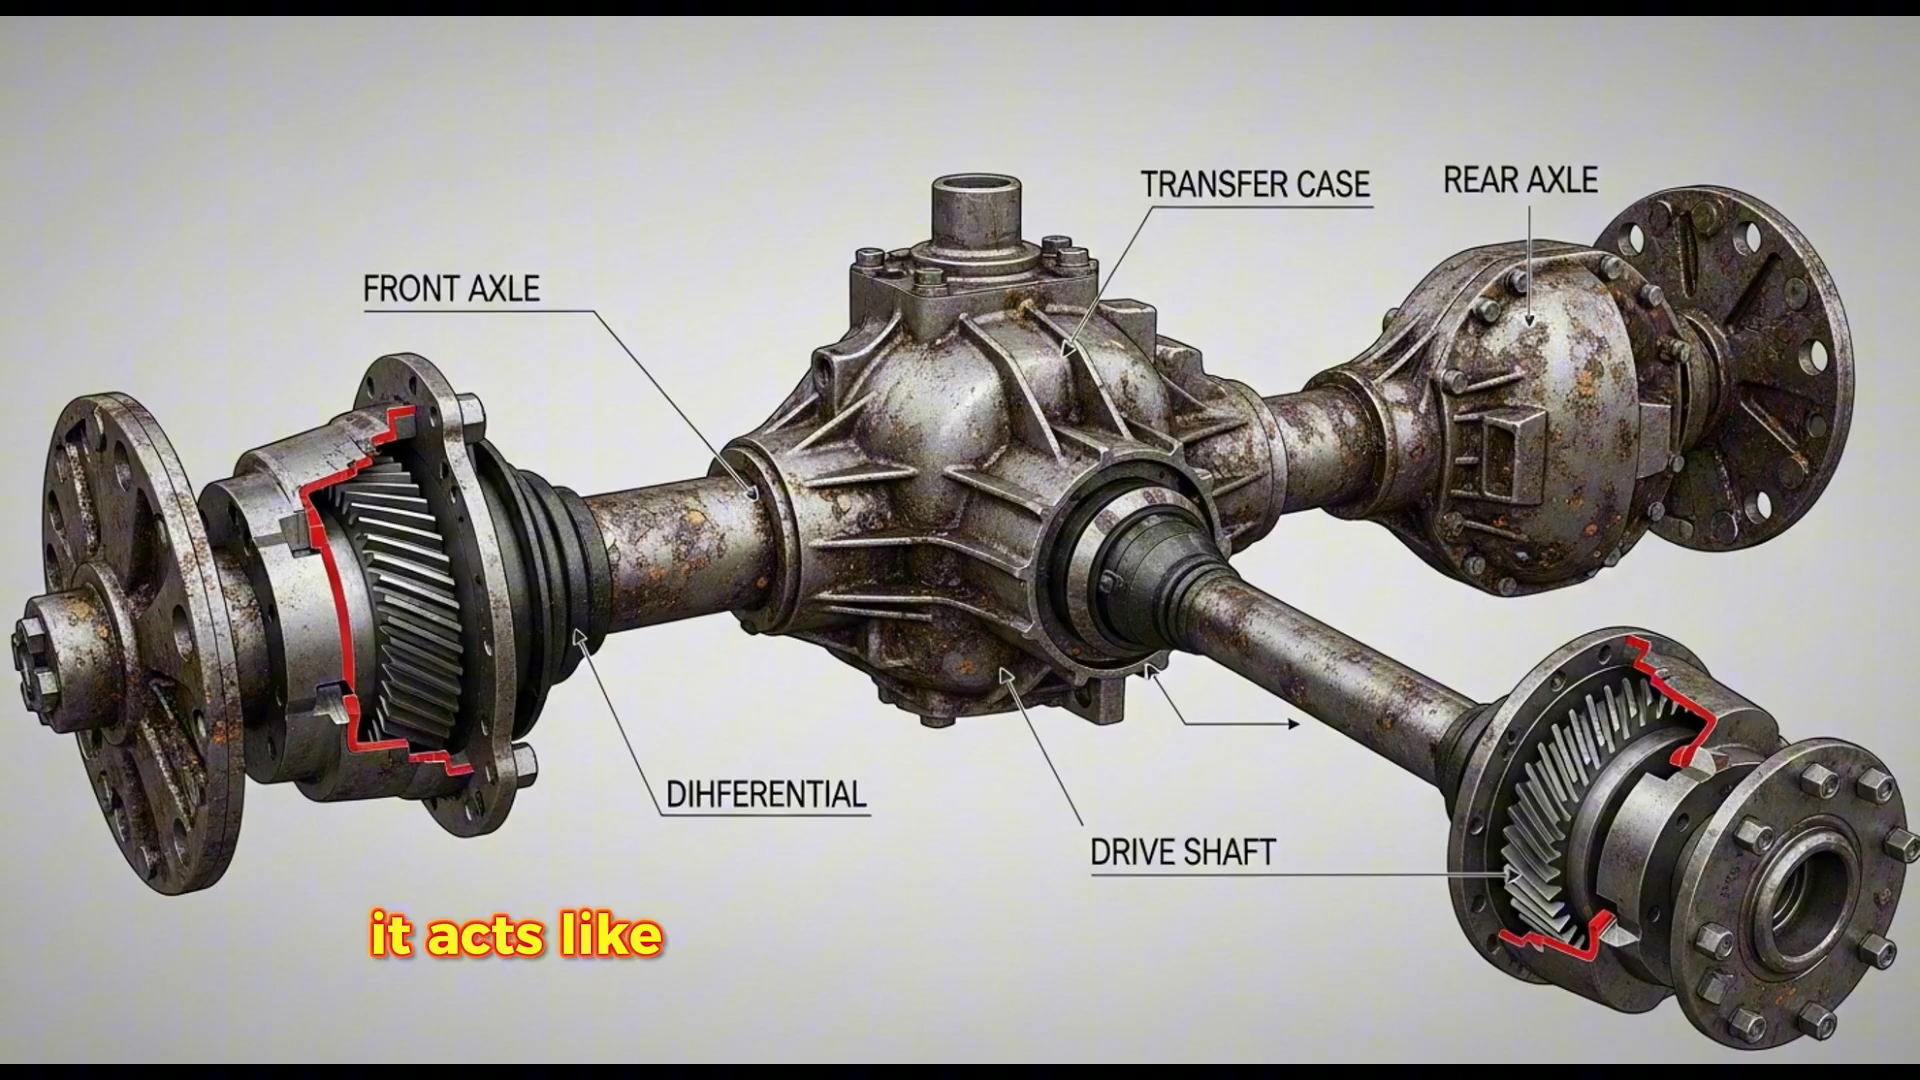 TRANSFER CASE
REAR AXLE
FRONT AXLE
DIHFERENTIAL
DRIVE SHAFT
it acts like